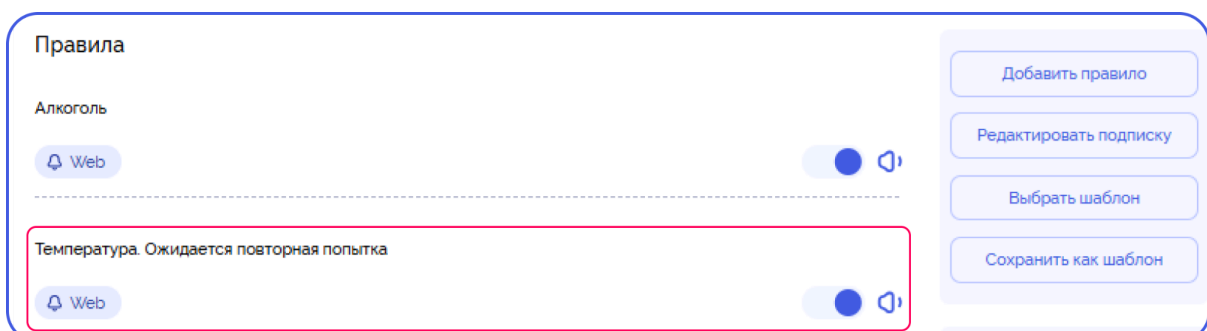 Правила
Алкоголь
Web
Температура. Ожидается повторная попытка
Web
Добавить правило
Редактировать подписку
Выбрать шаблон
Сохранить как шаблон